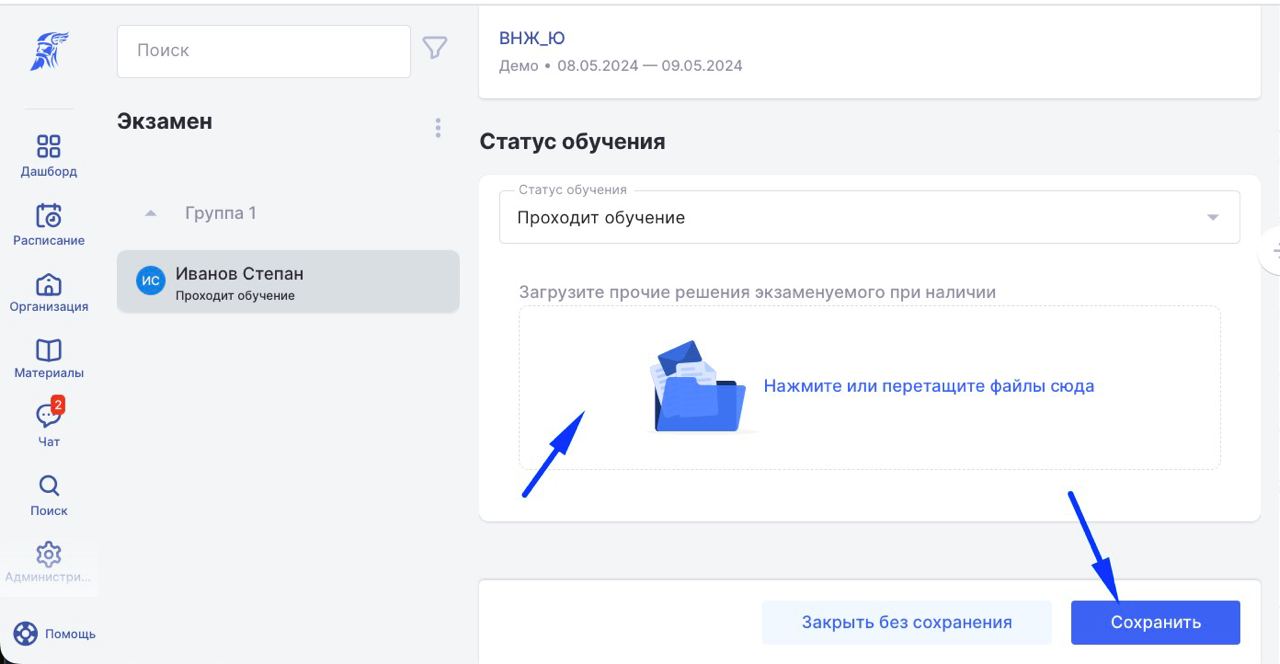 Поиск
Экзамен
Группа 1
ИС
Иванов Степан
Проходит обучение
Дашборд
Расписание
Организация
Материалы
2
Чат
Поиск
Администри...
Помощь
ВНЖ_Ю
Демо • 08.05.2024 — 09.05.2024
Статус обучения
Статус обучения
Проходит обучение
Загрузите прочие решения экзаменуемого при наличии
Нажмите или перетащите файлы сюда
Закрыть без сохранения
Сохранить